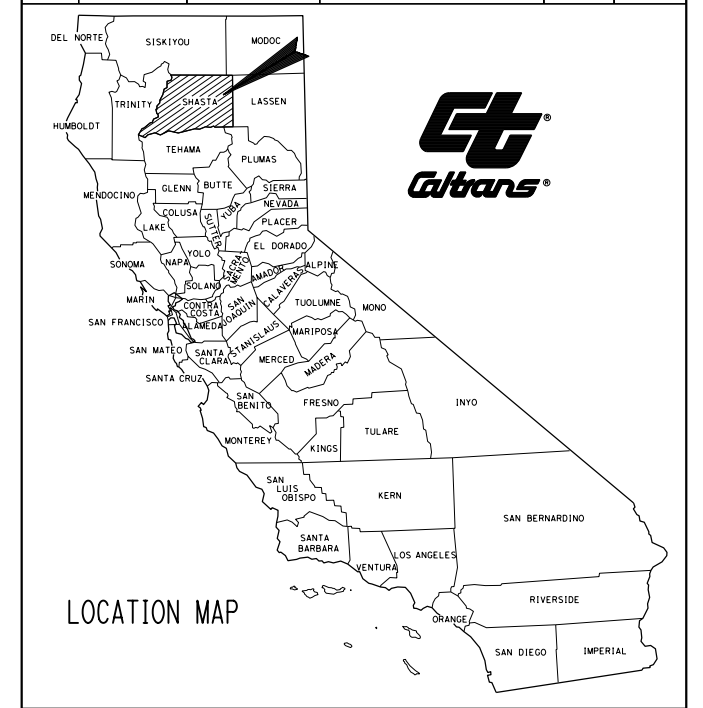 DEL NORTE
SISKIYOU
MODOC
TRINITY
SHASTA
LASSEN
HUMBOLDT
TEHAMA
PLUMAS
MENDOCINO
GLENN
BUTTE
SIERRA
COLUSA
SUTTER
YUBA
NEVADA
PLACER
LAKE
EL DORADO
SONOMA
NAPA
YOLO
SACRA-
MENTO
AMADOR
ALPINE
SOLANO
CALAVERAS
MARIN
CONTRA
COSTA
SAN
JOAQUIN
TUOLUMNE
MONO
SAN FRANCISCO
ALAMEDA
STANISLAUS
MARIPOSA
SAN MATEO
SANTA
CLARA
MERCED
MADERA
SANTA CRUZ
SAN
BENITO
FRESNO
INYO
MONTEREY
KINGS
TULARE
SAN
LUIS
OBISPO
KERN
SAN BERNARDINO
SANTA
BARBARA
VENTURA
LOS ANGELES
ORANGE
RIVERSIDE
SAN DIEGO
IMPERIAL
Ct®
Caltrans®
LOCATION MAP